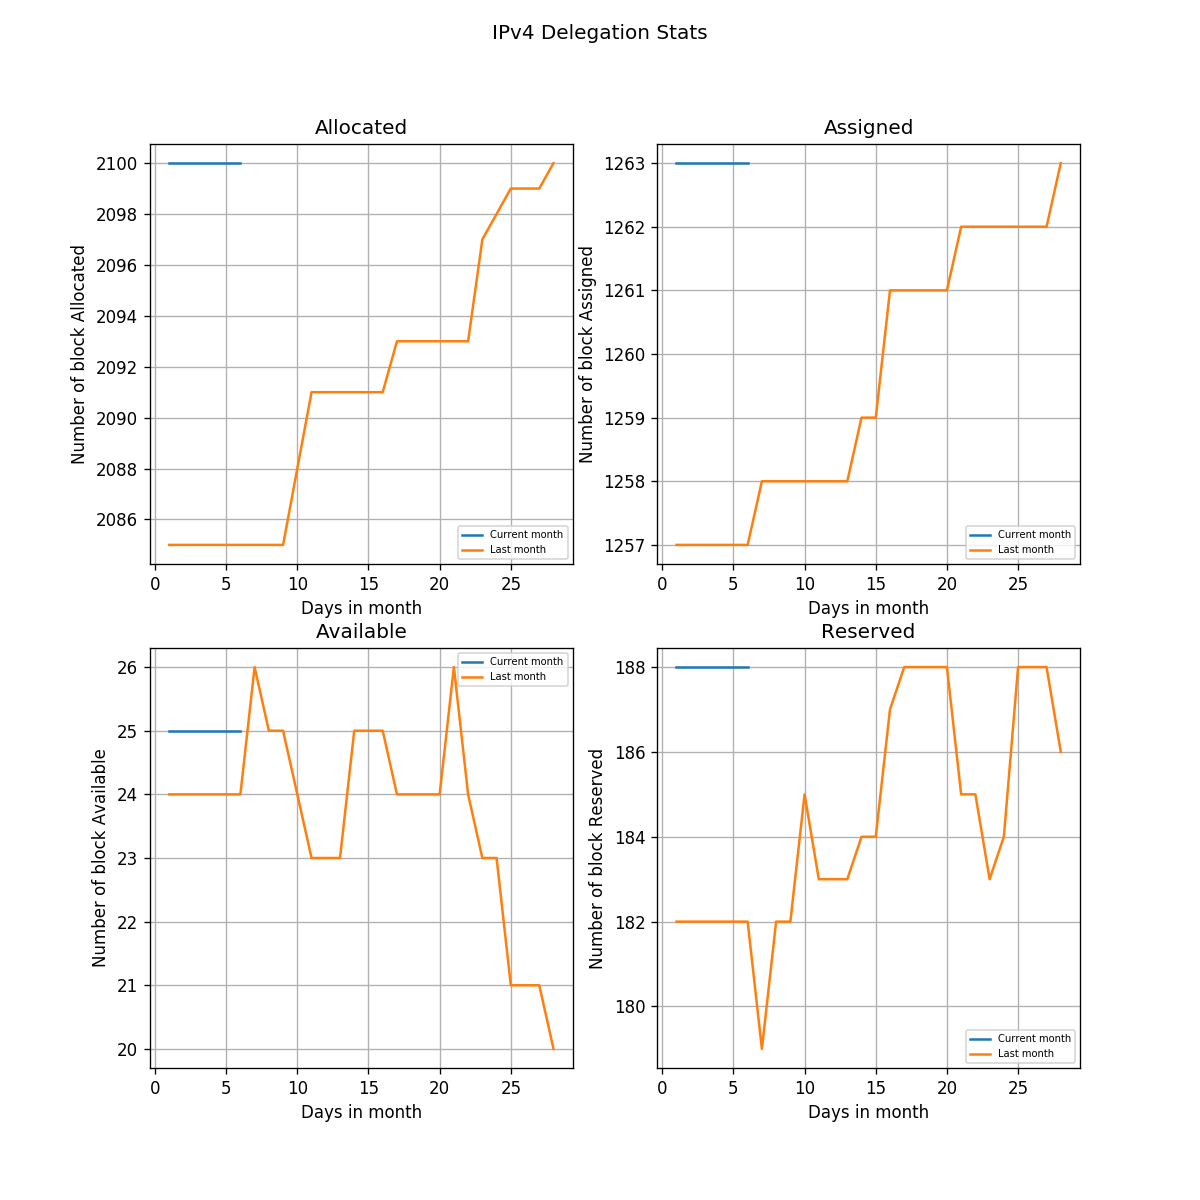 IPv4 Delegation Stats
Allocated
Number of block Allocated
2100
2098
2096
2094
2092
2090
2088
2086
Current month
Last month
0 5 10 15 20 25
Days in month
Assigned
Number of block Assigned
1263
1262
1261
1260
1259
1258
1257
Current month
Last month
0 5 10 15 20 25
Days in month
Available
Number of block Available
26
25
24
23
22
21
20
Current month
Last month
0 5 10 15 20 25
Days in month
Reserved
Number of block Reserved
188
186
184
182
180
Current month
Last month
0 5 10 15 20 25
Days in month